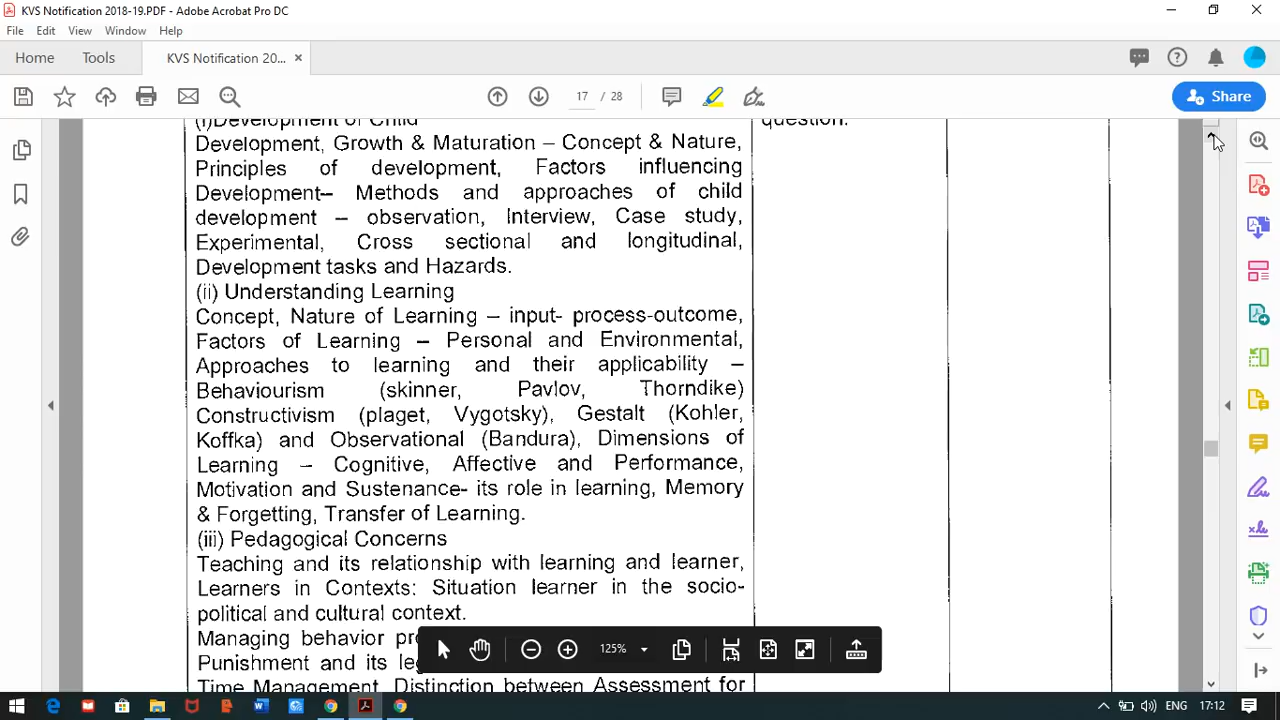 KVS Notification 2018-19.PDF - Adobe Acrobat Pro DC
File Edit View Window Help
Home Tools KVS Notification 20... ×
17 / 28
Share
(i)Development of Child
question.
Development, Growth & Maturation – Concept & Nature,
Principles of development, Factors influencing
Development– Methods and approaches of child
development – observation, Interview, Case study,
Experimental, Cross sectional and longitudinal,
Development tasks and Hazards.
(ii) Understanding Learning
Concept, Nature of Learning – input- process-outcome,
Factors of Learning – Personal and Environmental,
Approaches to learning and their applicability –
Behaviourism (skinner, Pavlov, Thorndike)
Constructivism (plaget, Vygotsky), Gestalt (Kohler,
Koffka) and Observational (Bandura), Dimensions of
Learning – Cognitive, Affective and Performance,
Motivation and Sustenance- its role in learning, Memory
& Forgetting, Transfer of Learning.
(iii) Pedagogical Concerns
Teaching and its relationship with learning and learner,
Learners in Contexts: Situation learner in the socio-
political and cultural context.
Managing behavior pr
Punishment and its le
125%
Time Management, Distinction between Assessment for
ENG 17:12